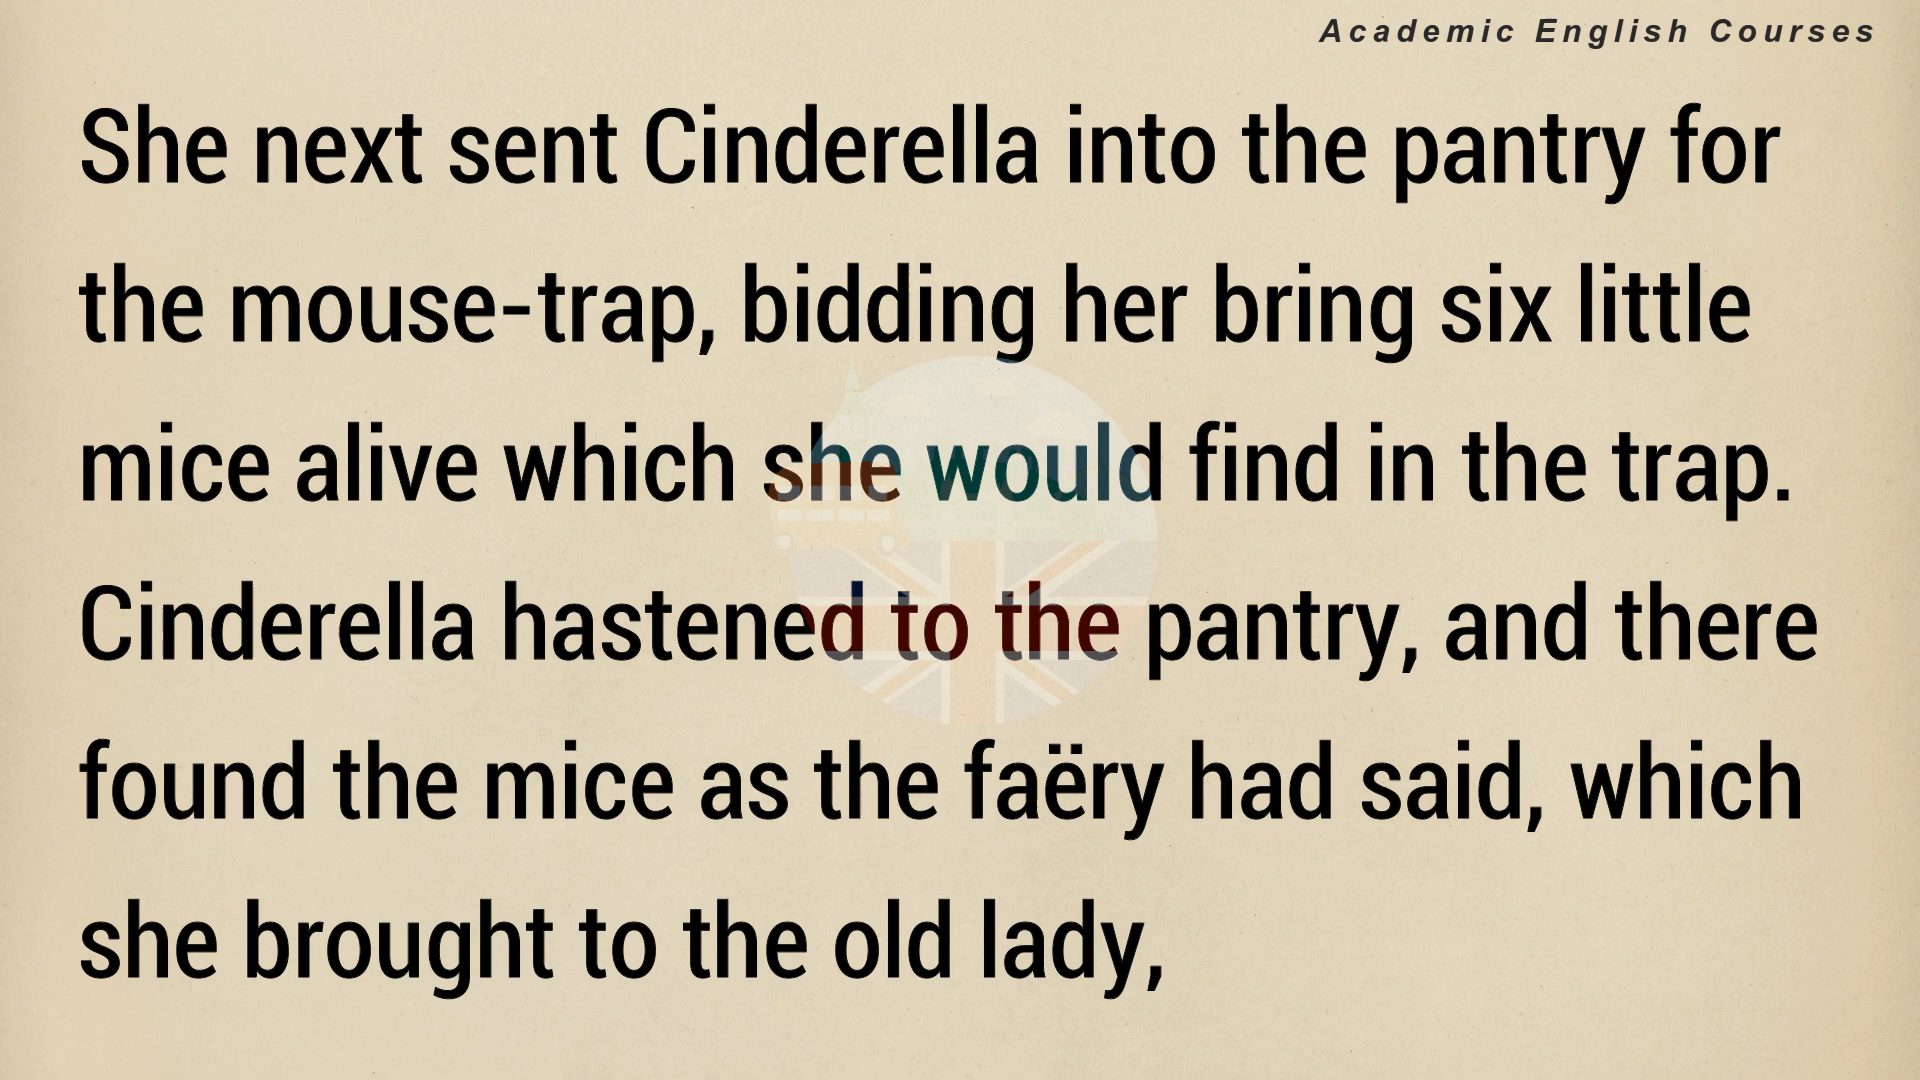 Academic English Courses
She next sent Cinderella into the pantry for
the mouse-trap, bidding her bring six little
mice alive which she would find in the trap.
Cinderella hastened to the pantry, and there
found the mice as the faëry had said, which
she brought to the old lady,